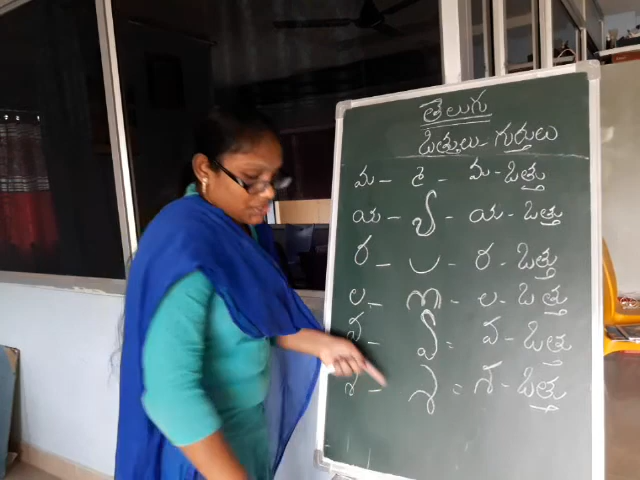 తెలుగు
ఒత్తులు - గుర్తులు
మ - ్మ - మ - ఒత్తు
య - ్య - య - ఒత్తు
ర - ్ర - ర - ఒత్తు
ల - ్ల - ల - ఒత్తు
వ - ్వ - వ - ఒత్తు
శ - ్శ = శ - ఒత్తు